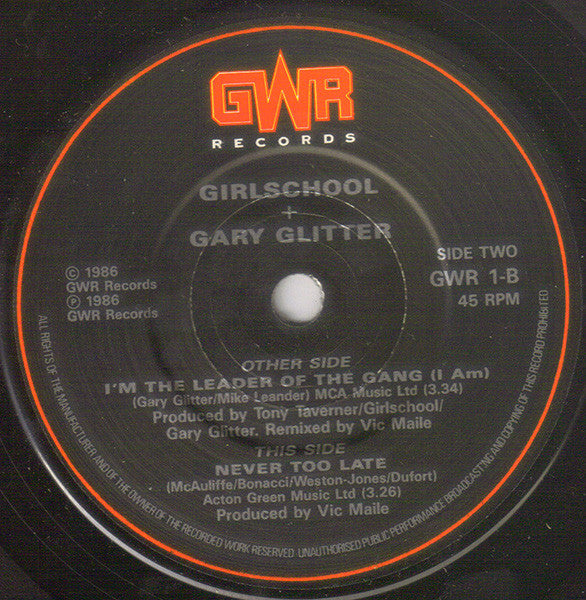 GWR
RECORDS
GIRLSCHOOL
+
GARY GLITTER
SIDE TWO
GWR 1-B
45 RPM
© 1986
GWR Records
℗ 1986
GWR Records
OTHER SIDE
I'M THE LEADER OF THE GANG (I Am)
(Gary Glitter/Mike Leander) MCA Music Ltd (3.34)
Produced by Tony Taverner/Girlschool/
Gary Glitter. Remixed by Vic Maile
THIS SIDE
NEVER TOO LATE
(McAuliffe/Bonacci/Weston-Jones/Dufort)
Acton Green Music Ltd (3.26)
Produced by Vic Maile
ALL RIGHTS OF THE MANUFACTURER AND OF THE OWNER OF THE RECORDED WORK RESERVED. UNAUTHORISED PUBLIC PERFORMANCE BROADCASTING AND COPYING OF THIS RECORD PROHIBITED